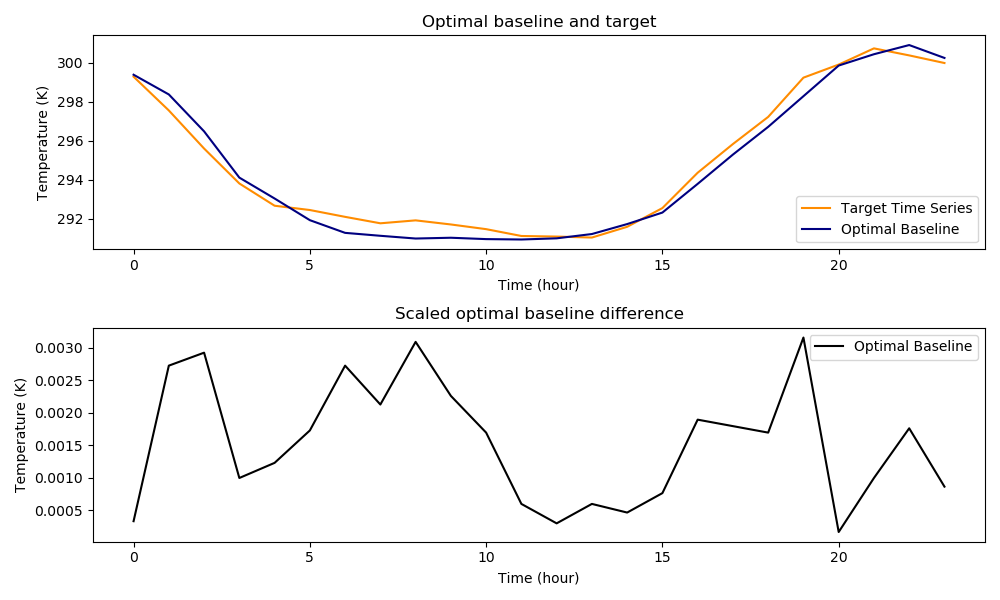 Optimal baseline and target
Temperature (K)
300
298
296
294
292
Target Time Series
Optimal Baseline
0 5 10 15 20
Time (hour)
Scaled optimal baseline difference
Temperature (K)
0.0030
0.0025
0.0020
0.0015
0.0010
0.0005
Optimal Baseline
0 5 10 15 20
Time (hour)